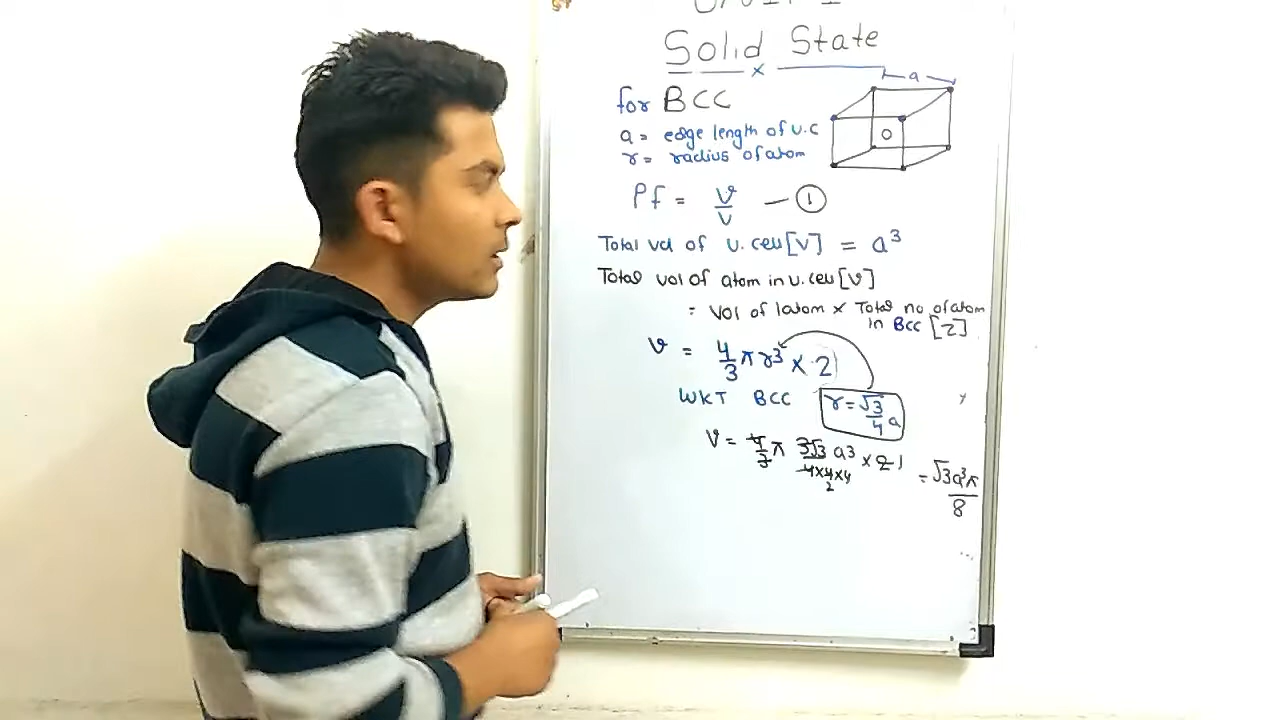 Solid State
a
for BCC
a = edge length of U.C
r = radius of atom
O
Pf = v/V — ①
Total vol of U. cell [V] = a³
Total vol of atom in u. cell [v]
= Vol of 1atom × Total no of atom
in BCC [Z]
v = 4/3 π r³ × 2
WKT BCC r = √3/4 a
V = 4/3 π 3√3 a3/4×4×4 × 2 1 = √3a³π/8
2